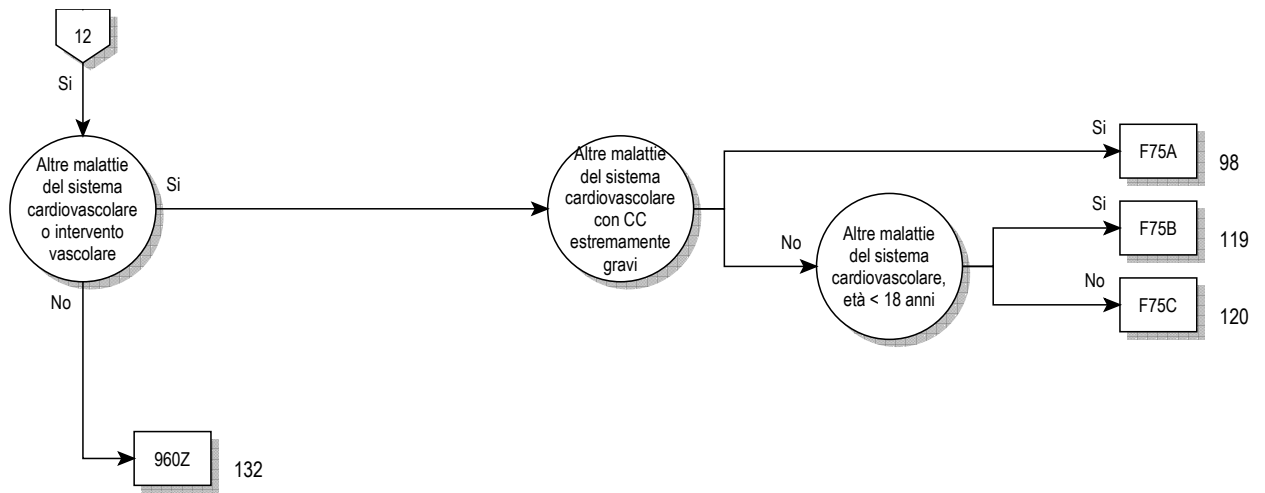 12
Si
Altre malattie
del sistema
cardiovascolare
o intervento
vascolare
Si
No
Altre malattie
del sistema
cardiovascolare
con CC
estremamente
gravi
No
Altre malattie
del sistema
cardiovascolare,
età < 18 anni
Si
F75A
98
Si
F75B
119
No
F75C
120
960Z
132